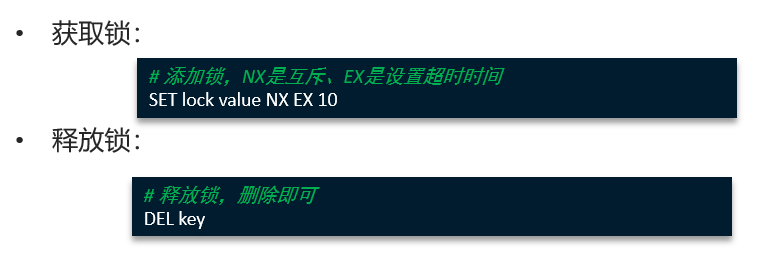 • 获取锁：
# 添加锁，NX是互斥、EX是设置超时时间
SET lock value NX EX 10
• 释放锁：
# 释放锁，删除即可
DEL key